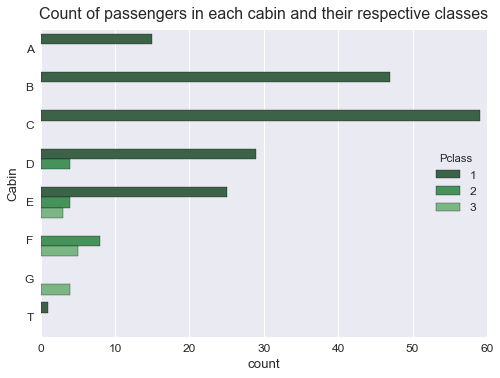 Count of passengers in each cabin and their respective classes
A
B
C
D
E
F
G
T
Cabin
Pclass
1
2
3
0 10 20 30 40 50 60
count